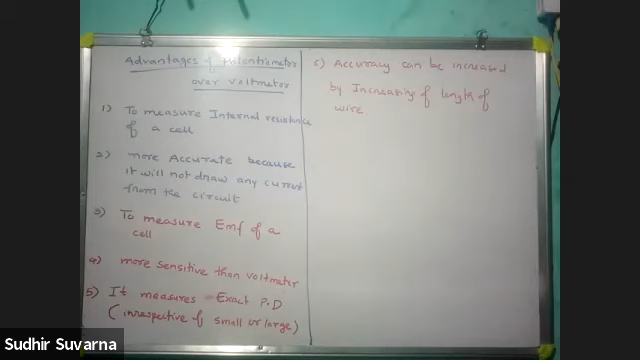 Advantages of Potentiometer
over Voltmeter
1) To measure Internal resistance
of a cell
2) more Accurate because
it will not draw any current
from the circuit
3) To measure Emf of a
cell
4) more sensitive than voltmeter
5) It measures Exact P.D
(irrespective of small or large)
6) Accuracy can be increased
by Increasing of length of
wire
Sudhir Suvarna